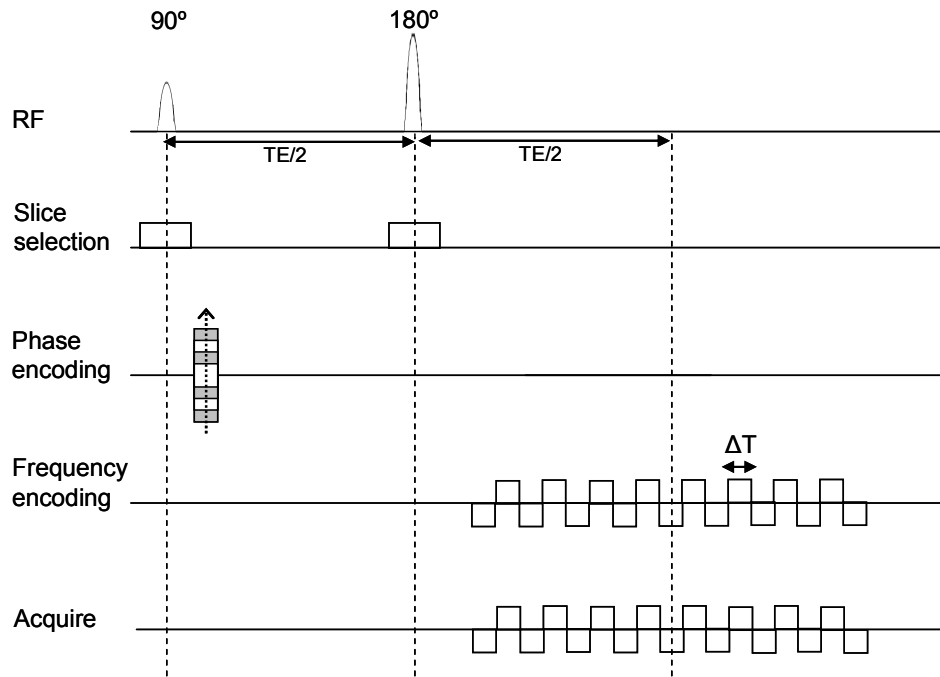 90º
180º
RF
TE/2
TE/2
Slice
selection
Phase
encoding
Frequency
encoding
ΔT
Acquire